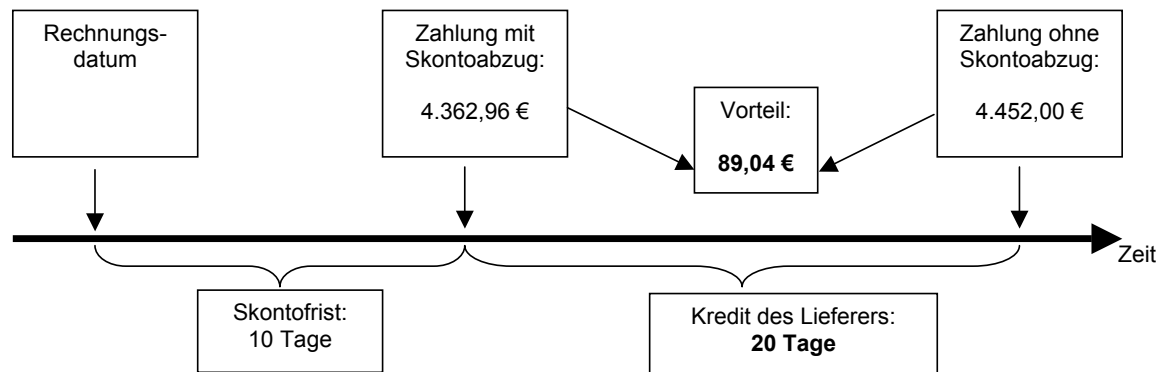 Rechnungs-
datum
Zahlung mit
Skontoabzug:
4.362,96 €
Vorteil:
89,04 €
Zahlung ohne
Skontoabzug:
4.452,00 €
Zeit
Skontofrist:
10 Tage
Kredit des Lieferers:
20 Tage